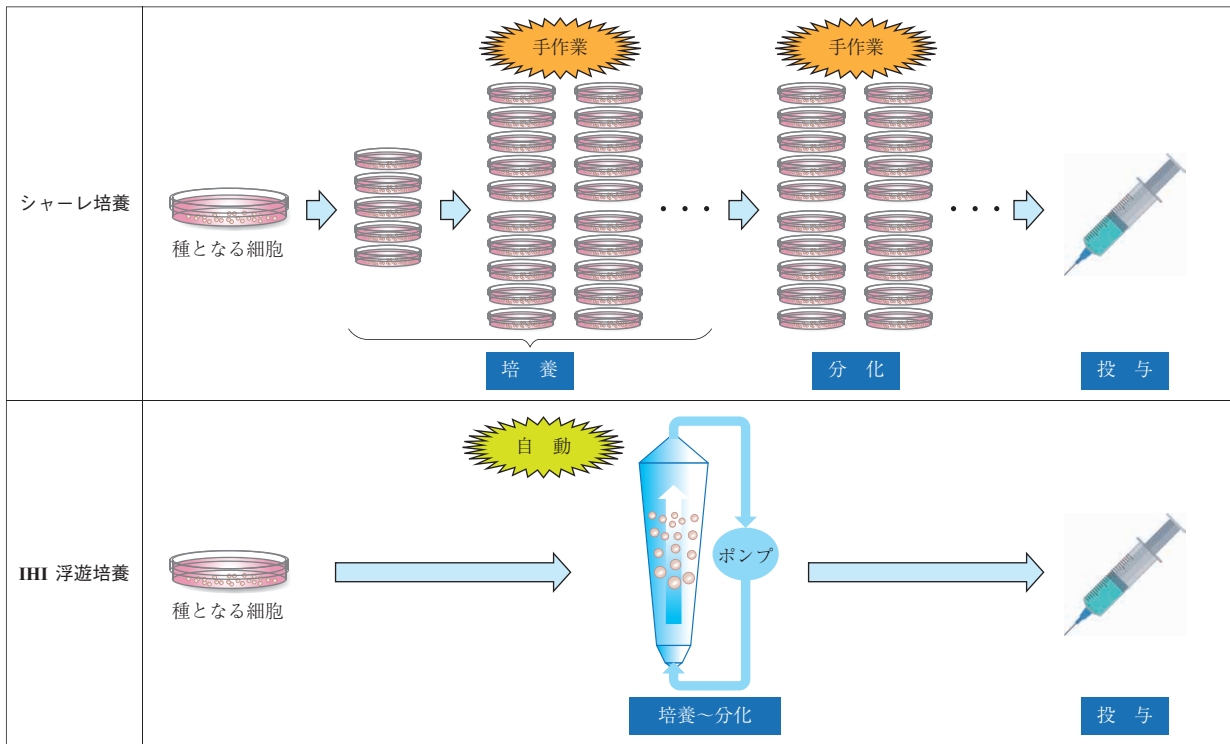 手作業
手作業
シャーレ培養
種となる細胞
・・・
・・・
培 養
分 化
投 与
自 動
IHI 浮遊培養
種となる細胞
ポンプ
培養~分化
投 与